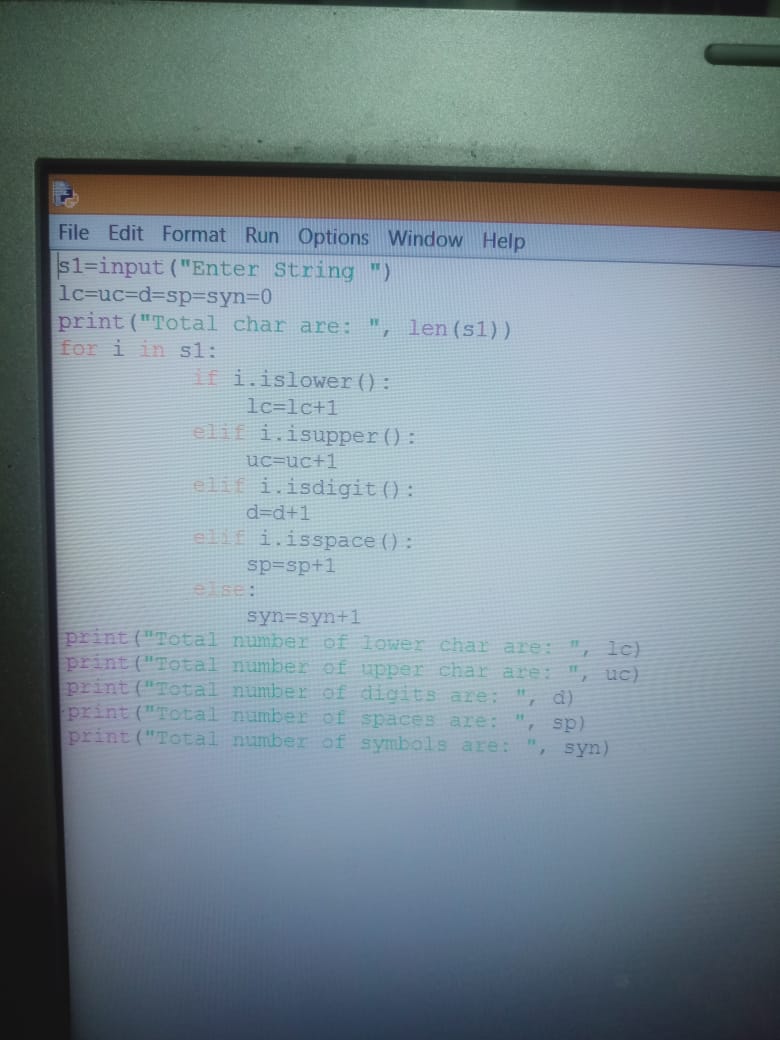 File Edit Format Run Options Window Help
s1=input("Enter String ")
lc=uc=d=sp=syn=0
print("Total char are: ", len(s1))
for i in s1:
if i.islower():
lc=lc+1
elif i.isupper():
uc=uc+1
elif i.isdigit():
d=d+1
elif i.isspace():
sp=sp+1
else:
syn=syn+1
print("Total number of lower char are: ", lc)
print("Total number of upper char are: ", uc)
print("Total number of digits are: ", d)
print("Total number of spaces are: ", sp)
print("Total number of symbols are: ", syn)